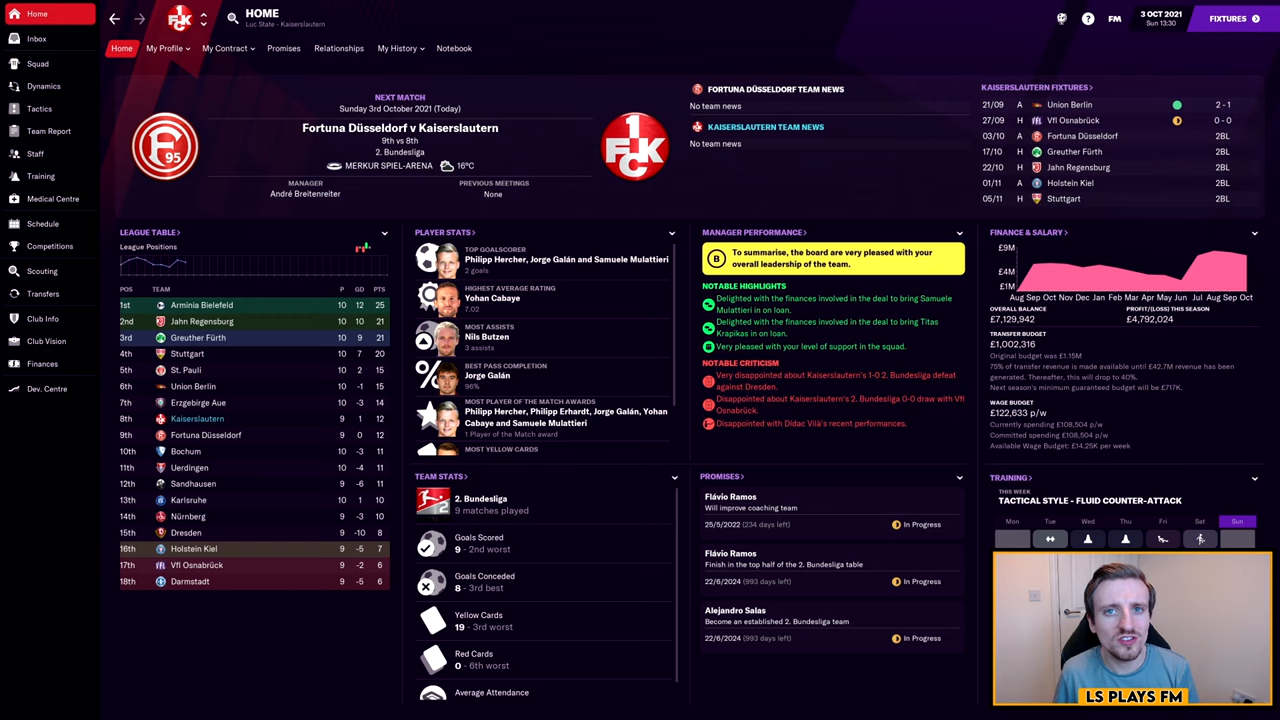 Home
Inbox
Squad
Dynamics
Tactics
Team Report
Staff
Training
Medical Centre
Schedule
Competitions
Scouting
Transfers
Club Info
Club Vision
Finances
Dev. Centre
HOME
Luc State - Kaiserslautern
FM
3 OCT 2021
Sun 13:30
FIXTURES
Home My Profile My Contract Promises Relationships My History Notebook
NEXT MATCH
Sunday 3rd October 2021 (Today)
Fortuna Düsseldorf v Kaiserslautern
9th vs 8th
2. Bundesliga
MERKUR SPIEL-ARENA 16°C
MANAGER
André Breitenreiter
PREVIOUS MEETINGS
None
FORTUNA DÜSSELDORF TEAM NEWS
No team news
KAISERSLAUTERN TEAM NEWS
No team news
KAISERSLAUTERN FIXTURES
21/09 A Union Berlin 2 - 1
27/09 H Vfl Osnabrück 0 - 0
03/10 A Fortuna Düsseldorf 2BL
17/10 H Greuther Fürth 2BL
22/10 H Jahn Regensburg 2BL
01/11 A Holstein Kiel 2BL
05/11 H Stuttgart 2BL
LEAGUE TABLE
League Positions
POS TEAM P GD PTS
1st Arminia Bielefeld 10 12 25
2nd Jahn Regensburg 10 10 21
3rd Greuther Fürth 10 9 21
4th Stuttgart 10 7 20
5th St. Pauli 10 2 15
6th Union Berlin 10 -1 15
7th Erzgebirge Aue 10 -3 14
8th Kaiserslautern 9 1 12
9th Fortuna Düsseldorf 9 0 12
10th Bochum 10 -3 11
11th Uerdingen 10 -4 11
12th Sandhausen 9 -6 11
13th Karlsruhe 10 1 10
14th Nürnberg 9 -3 10
15th Dresden 9 -10 8
16th Holstein Kiel 9 -5 7
17th Vfl Osnabrück 9 -2 6
18th Darmstadt 9 -5 6
PLAYER STATS
TOP GOALSCORER
Philipp Hercher, Jorge Galán and Samuele Mulattieri
2 goals
HIGHEST AVERAGE RATING
Yohan Cabaye
7.02
MOST ASSISTS
Nils Butzen
3 assists
BEST PASS COMPLETION
Jorge Galán
96%
MOST PLAYER OF THE MATCH AWARDS
Philipp Hercher, Philipp Erhardt, Jorge Galán, Yohan
Cabaye and Samuele Mulattieri
1 Player of the Match award
MOST YELLOW CARDS
TEAM STATS
2. Bundesliga
9 matches played
Goals Scored
9 - 2nd worst
Goals Conceded
8 - 3rd best
Yellow Cards
19 - 3rd worst
Red Cards
0 - 6th worst
Average Attendance
MANAGER PERFORMANCE
B
To summarise, the board are very pleased with your
overall leadership of the team.
NOTABLE HIGHLIGHTS
Delighted with the finances involved in the deal to bring Samuele
Mulattieri in on loan.
Delighted with the finances involved in the deal to bring Titas
Krapikas in on loan.
Very pleased with your level of support in the squad.
NOTABLE CRITICISM
Very disappointed about Kaiserslautern's 1-0 2. Bundesliga defeat
against Dresden.
Disappointed about Kaiserslautern's 2. Bundesliga 0-0 draw with Vfl
Osnabrück.
Disappointed with Dídac Vilà's recent performances.
PROMISES
Flávio Ramos
Will improve coaching team
25/5/2022 (234 days left) In Progress
Flávio Ramos
Finish in the top half of the 2. Bundesliga table
22/6/2024 (993 days left) In Progress
Alejandro Salas
Become an established 2. Bundesliga team
22/6/2024 (993 days left) In Progress
FINANCE & SALARY
£9M
£4M
£1M
Aug Sep Oct Nov Dec Jan Feb Mar Apr May Jun Jul Aug Sep Oct
OVERALL BALANCE
£7,129,942
PROFIT/(LOSS) THIS SEASON
£4,792,024
TRANSFER BUDGET
£1,002,316
Original budget was £1.15M
75% of transfer revenue is made available until £42.7M revenue has been
generated. Thereafter, this will drop to 40%.
Next season's minimum guaranteed budget will be £717K.
WAGE BUDGET
£122,633 p/w
Currently spending £108,504 p/w
Committed spending £108,504 p/w
Available Wage Budget: £14.25K per week
TRAINING
THIS WEEK
TACTICAL STYLE - FLUID COUNTER-ATTACK
Mon Tue Wed Thu Fri Sat Sun
LS PLAYS FM